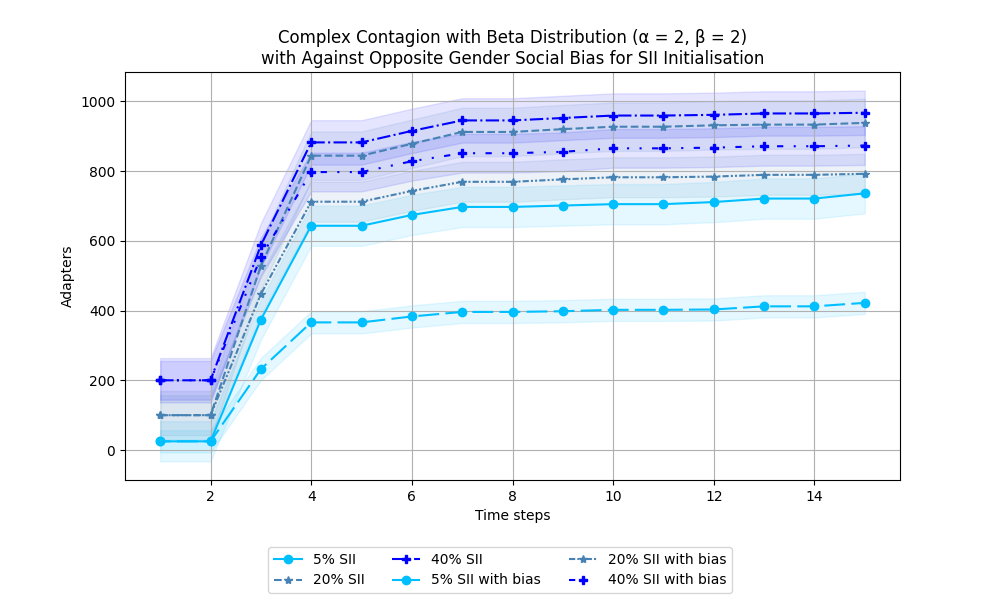 Complex Contagion with Beta Distribution (α = 2, β = 2)
with Against Opposite Gender Social Bias for SII Initialisation
Adapters
1000
800
600
400
200
0
2
4
6
8
10
12
14
Time steps
5% SII
20% SII
40% SII
5% SII with bias
20% SII with bias
40% SII with bias